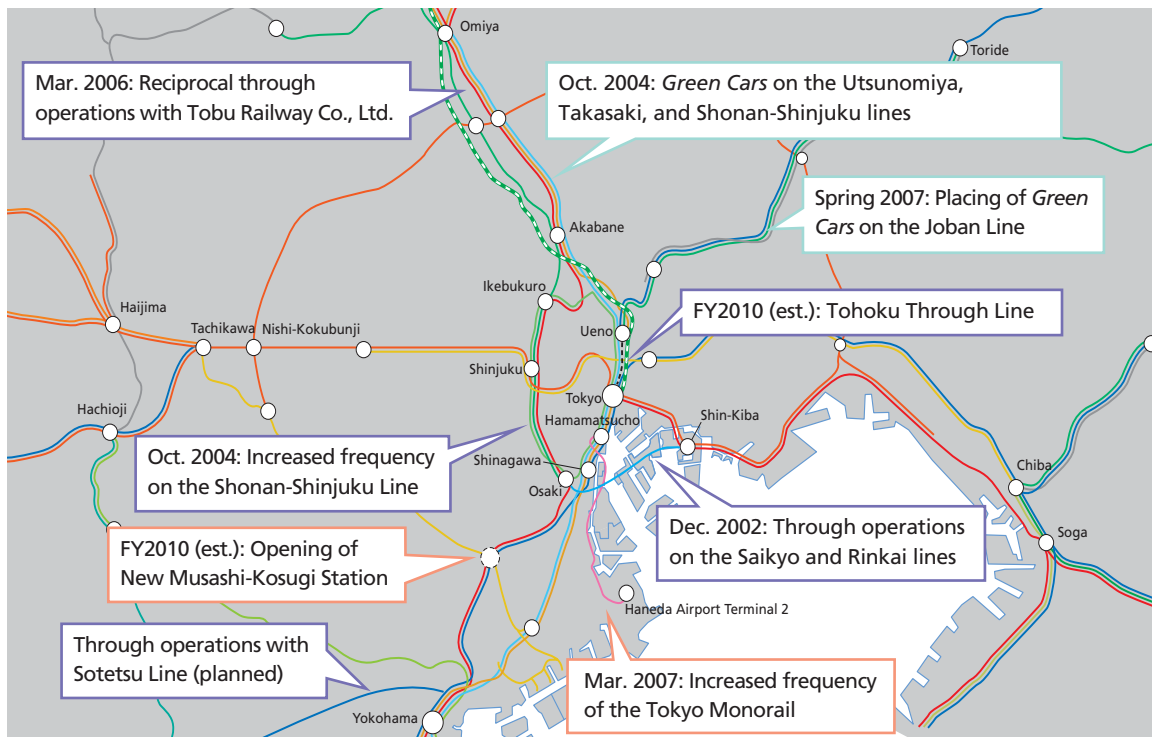 Omiya
Toride
Mar. 2006: Reciprocal through
operations with Tobu Railway Co., Ltd.
Oct. 2004: Green Cars on the Utsunomiya,
Takasaki, and Shonan-Shinjuku lines
Spring 2007: Placing of Green
Cars on the Joban Line
Akabane
Ikebukuro
Haijima
Tachikawa
Nishi-Kokubunji
Ueno
FY2010 (est.): Tohoku Through Line
Shinjuku
Tokyo
Hachioji
Hamamatsucho
Shin-Kiba
Oct. 2004: Increased frequency
on the Shonan-Shinjuku Line
Shinagawa
Osaki
Chiba
Dec. 2002: Through operations
on the Saikyo and Rinkai lines
Soga
FY2010 (est.): Opening of
New Musashi-Kosugi Station
Haneda Airport Terminal 2
Through operations with
Sotetsu Line (planned)
Mar. 2007: Increased frequency
of the Tokyo Monorail
Yokohama